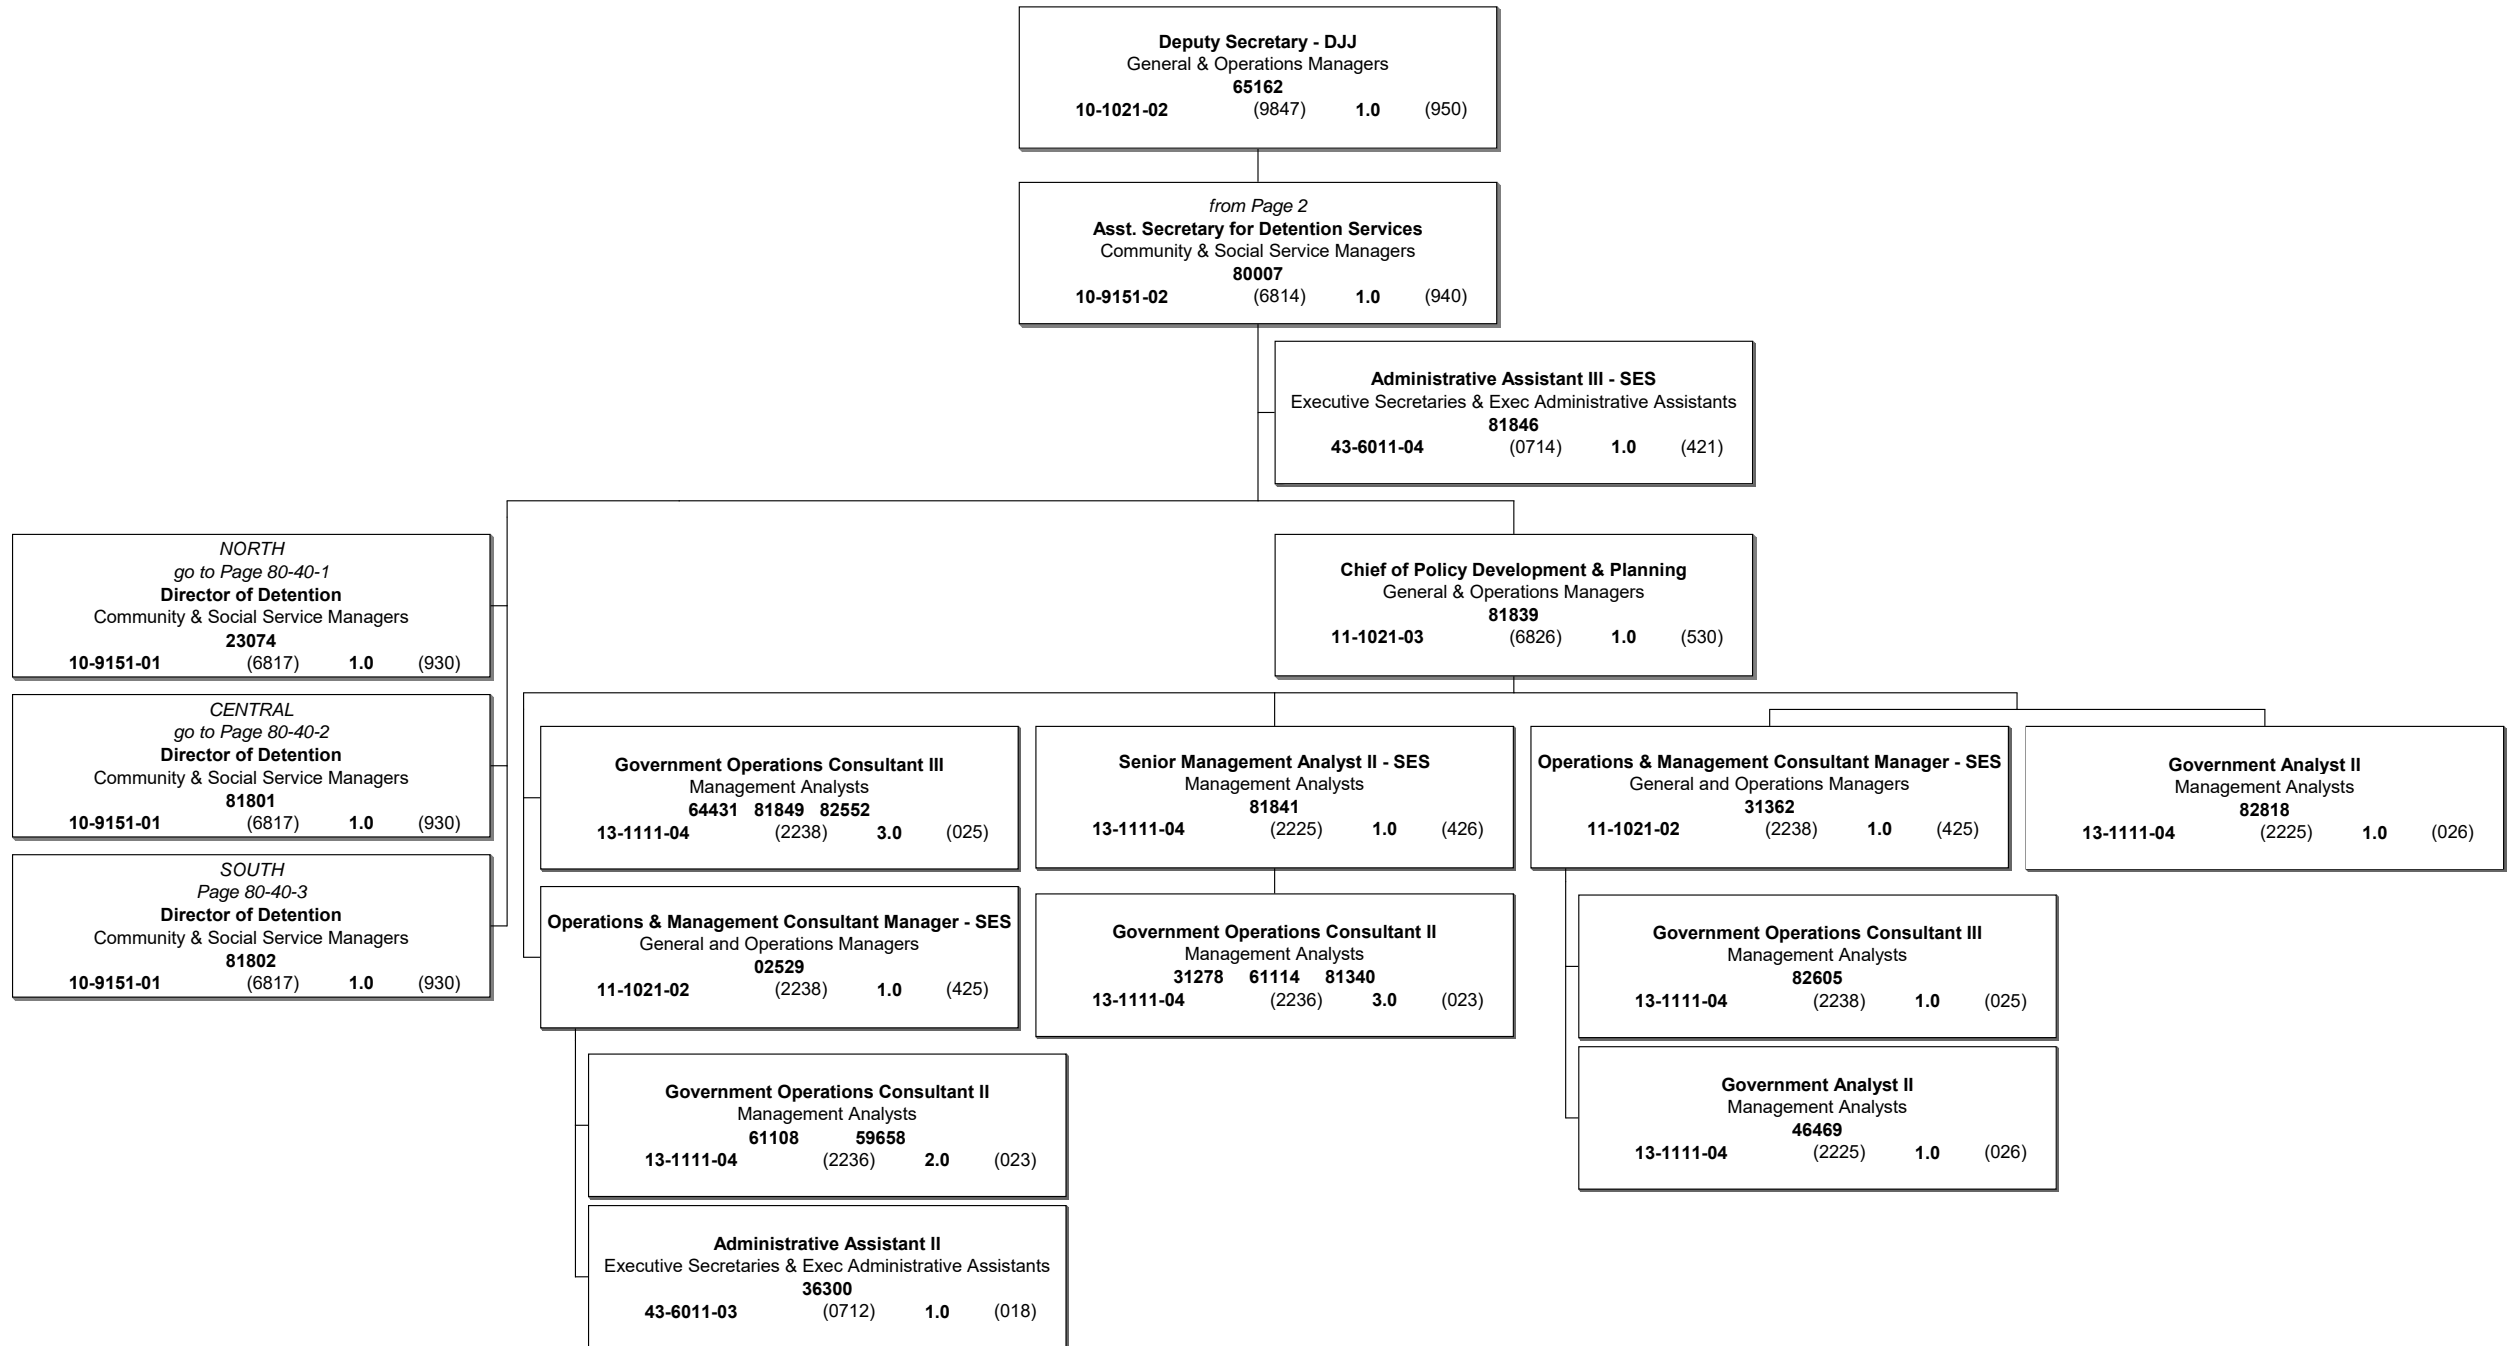 Deputy Secretary - DJJ
General & Operations Managers
65162
10-1021-02 (9847) 1.0 (950)
from Page 2
Asst. Secretary for Detention Services
Community & Social Service Managers
80007
10-9151-02 (6814) 1.0 (940)
Administrative Assistant III - SES
Executive Secretaries & Exec Administrative Assistants
81846
43-6011-04 (0714) 1.0 (421)
NORTH
go to Page 80-40-1
Director of Detention
Community & Social Service Managers
23074
10-9151-01 (6817) 1.0 (930)
CENTRAL
go to Page 80-40-2
Director of Detention
Community & Social Service Managers
81801
10-9151-01 (6817) 1.0 (930)
SOUTH
Page 80-40-3
Director of Detention
Community & Social Service Managers
81802
10-9151-01 (6817) 1.0 (930)
Chief of Policy Development & Planning
General & Operations Managers
81839
11-1021-03 (6826) 1.0 (530)
Government Operations Consultant III
Management Analysts
64431 81849 82552
13-1111-04 (2238) 3.0 (025)
Operations & Management Consultant Manager - SES
General and Operations Managers
02529
11-1021-02 (2238) 1.0 (425)
Government Operations Consultant II
Management Analysts
61108 59658
13-1111-04 (2236) 2.0 (023)
Administrative Assistant II
Executive Secretaries & Exec Administrative Assistants
36300
43-6011-03 (0712) 1.0 (018)
Senior Management Analyst II - SES
Management Analysts
81841
13-1111-04 (2225) 1.0 (426)
Government Operations Consultant II
Management Analysts
31278 61114 81340
13-1111-04 (2236) 3.0 (023)
Operations & Management Consultant Manager - SES
General and Operations Managers
31362
11-1021-02 (2238) 1.0 (425)
Government Operations Consultant III
Management Analysts
82605
13-1111-04 (2238) 1.0 (025)
Government Analyst II
Management Analysts
46469
13-1111-04 (2225) 1.0 (026)
Government Analyst II
Management Analysts
82818
13-1111-04 (2225) 1.0 (026)